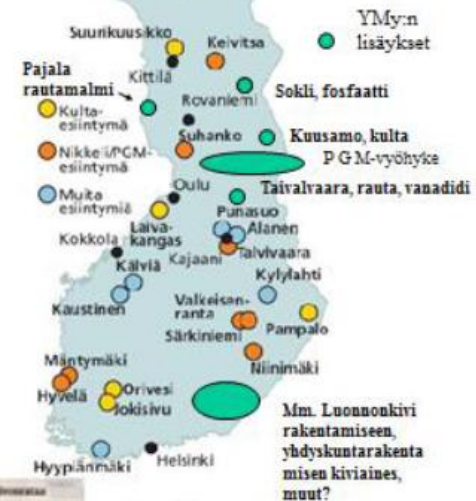 YMy:n
lisäykset
Suurikuusikko
Keivitsa
Pajala
rautamalmi
Kittilä
Sokli, fosfaatti
Kulta-
esiintymä
Rovaniemi
Suhanko
Kuusamo, kulta
Nikkeli/PGM-
esiintymä
PGM-vyöhyke
Muita
esiintymiä
Oulu
Taivalvaara, rauta, vanadidi
Punasuo
Laiva-
kangas
Alanen
Kokkola
Kajaani
Talvivaara
Kälviä
Kylylahti
Kaustinen
Valkeisen-
ranta
Särkiniemi
Pampalo
Niinimäki
Mäntymäki
Hyvelä
Orivesi
Jokisivu
Mm. Luonnonkivi
rakentamiseen,
yhdyskuntarakenta
misen kiviaines,
muut?
Hyypiänmäki
Helsinki